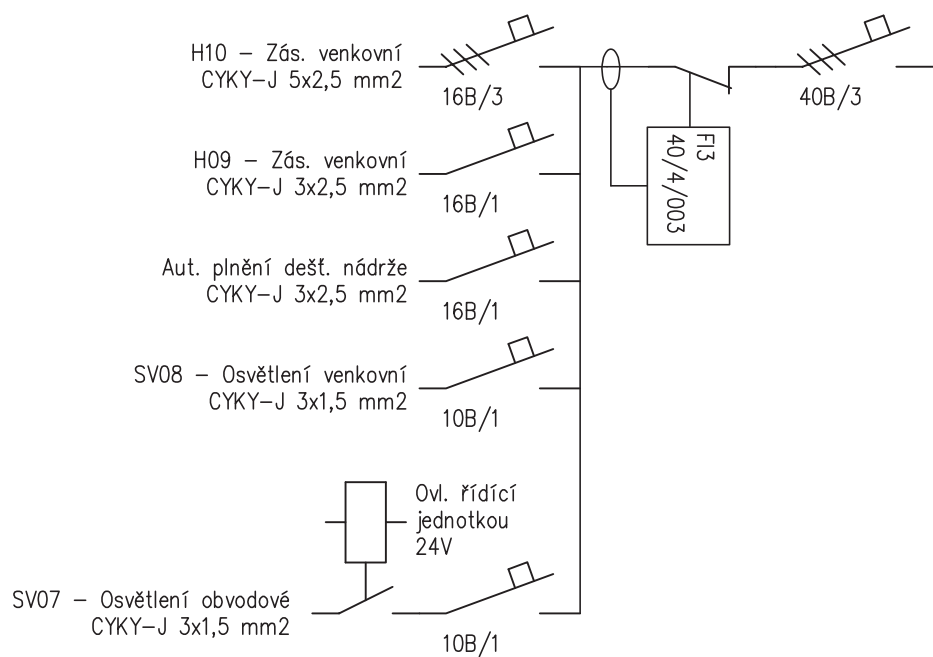 H10 – Zás. venkovní
CYKY–J 5x2,5 mm2
16B/3
40B/3
FI3
40/4/003
H09 – Zás. venkovní
CYKY–J 3x2,5 mm2
16B/1
Aut. plnění dešť. nádrže
CYKY–J 3x2,5 mm2
16B/1
SV08 – Osvětlení venkovní
CYKY–J 3x1,5 mm2
10B/1
Ovl. řídící
jednotkou
24V
SV07 – Osvětlení obvodové
CYKY–J 3x1,5 mm2
10B/1